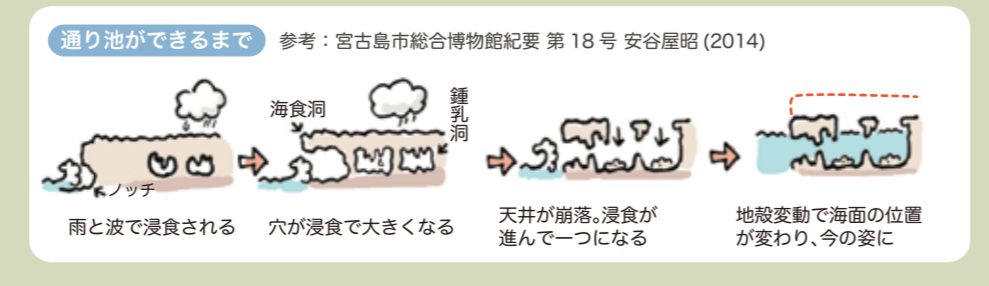 通り池ができるまで 参考：宮古島市総合博物館紀要 第18号 安谷屋昭(2014)
ノッチ
雨と波で浸食される
海食洞
鍾乳洞
穴が浸食で大きくなる
天井が崩落。浸食が
進んで一つになる
地殻変動で海面の位置
が変わり、今の姿に